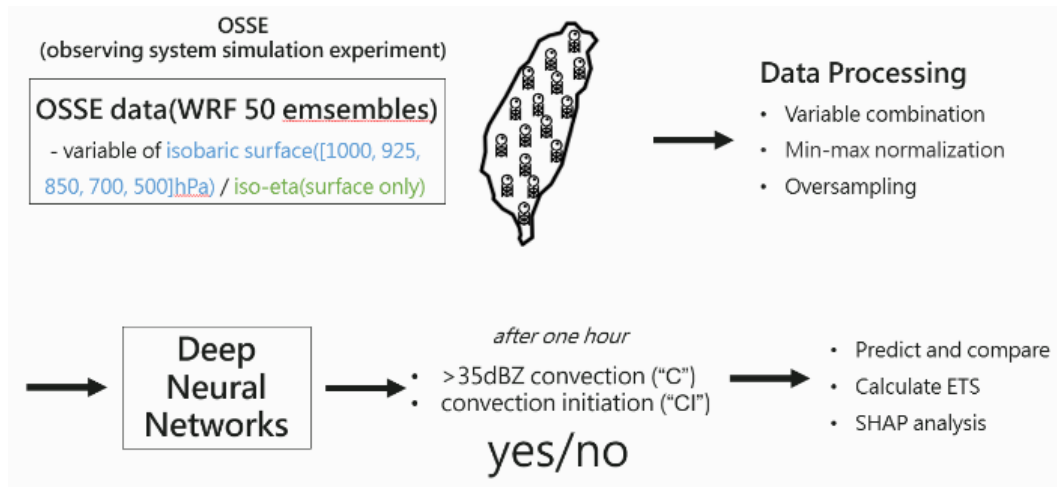 OSSE
(observing system simulation experiment)
OSSE data(WRF 50 emsembles)
- variable of isobaric surface([1000, 925,
850, 700, 500]hPa) / iso-eta(surface only)
Data Processing
• Variable combination
• Min-max normalization
• Oversampling
Deep
Neural
Networks
after one hour
• >35dBZ convection (“C”)
• convection initiation (“CI”)
yes/no
• Predict and compare
• Calculate ETS
• SHAP analysis